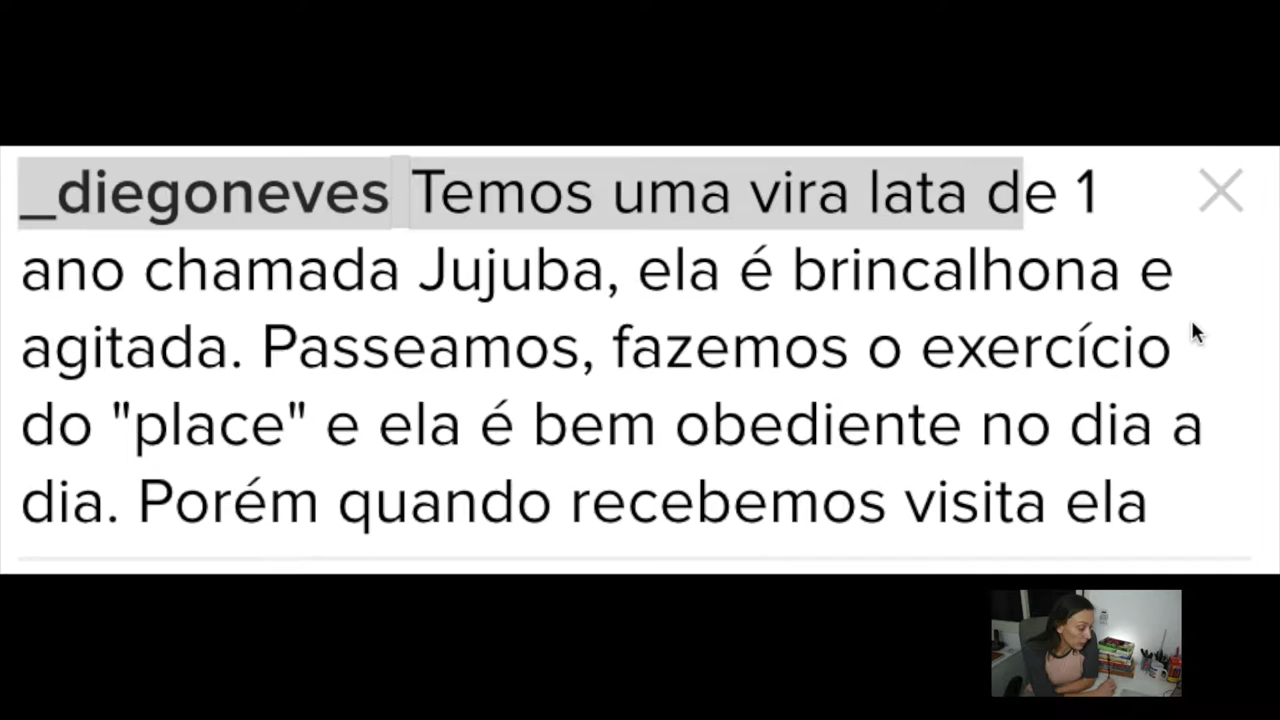 _diegoneves Temos uma vira lata de 1
ano chamada Jujuba, ela é brincalhona e
agitada. Passeamos, fazemos o exercício
do "place" e ela é bem obediente no dia a
dia. Porém quando recebemos visita ela